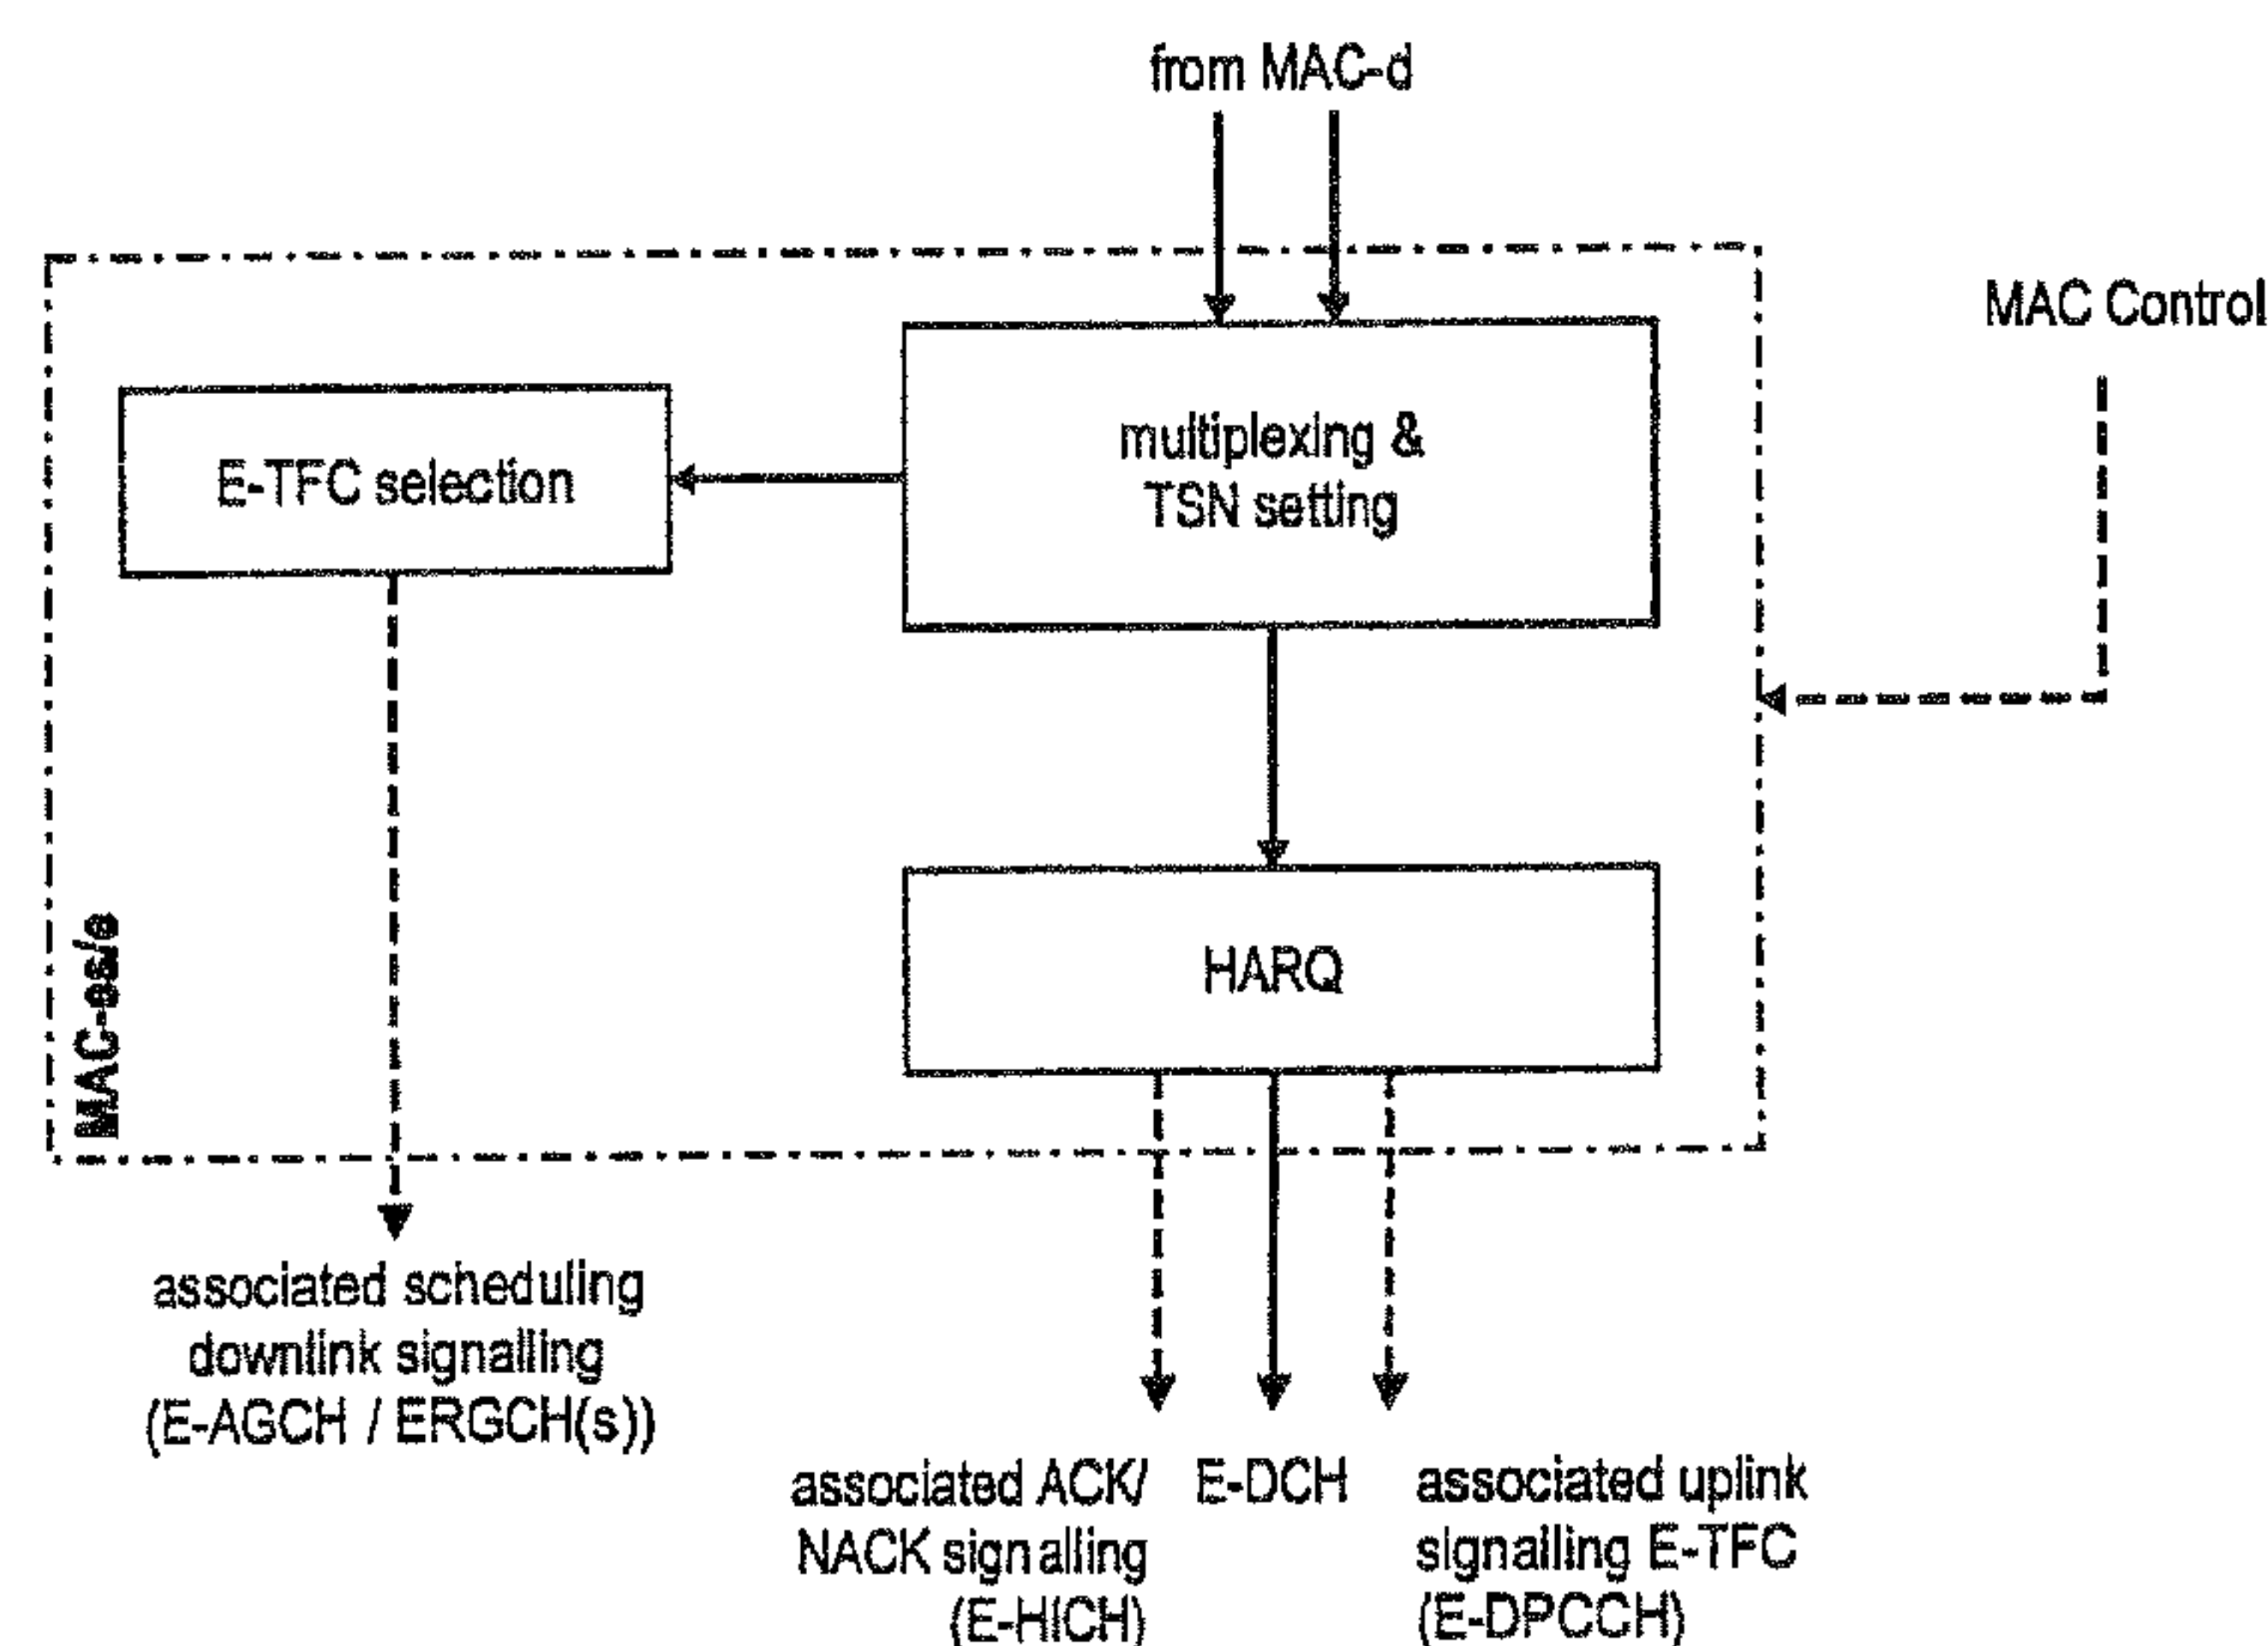 from MAC-d
MAC Control
multiplexing &
TSN setting
E-TFC selection
HARQ
MAC-es/e
associated scheduling
downlink signalling
(E-AGCH / ERGCH(s))
associated ACK/
NACK signalling
(E-HICH)
E-DCH
associated uplink
signalling E-TFC
(E-DPCCH)